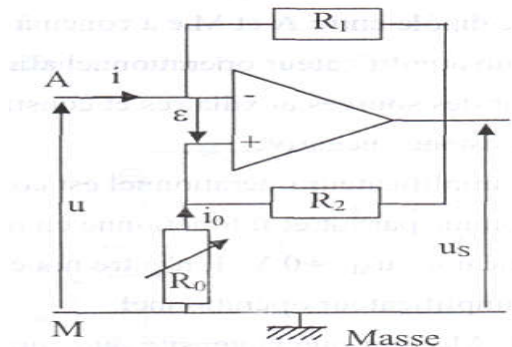 R₁
A
i
-
ε
+
u
i₀
R₂
R₀
uS
M
Masse